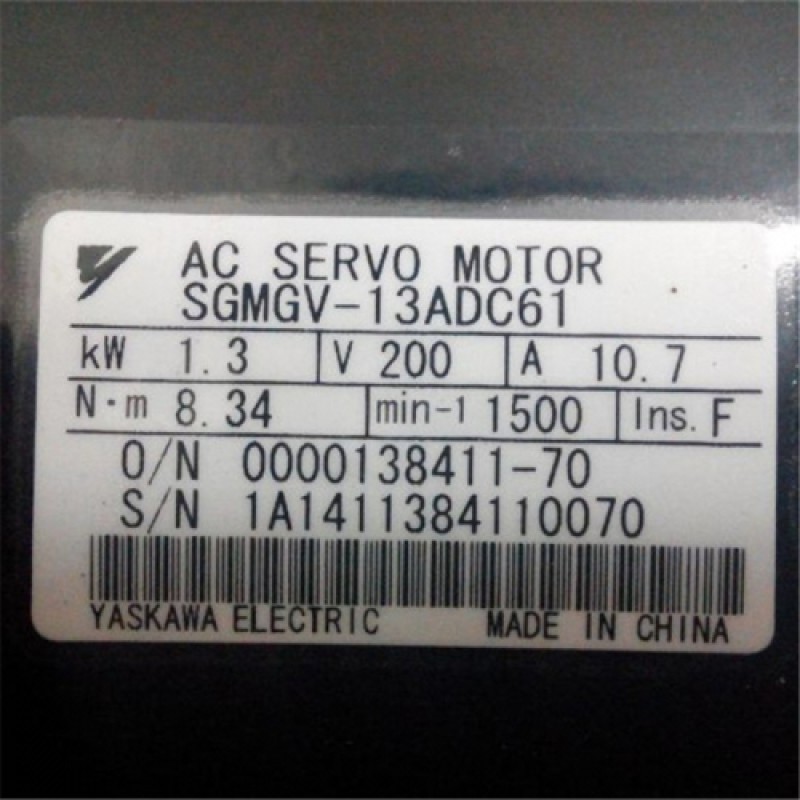 AC SERVO MOTOR
SGMGV-13ADC61
kW 1.3 V 200 A 10.7
N·m 8.34 min-1 1500 Ins. F
O/N 0000138411-70
S/N 1A1411384110070
YASKAWA ELECTRIC MADE IN CHINA